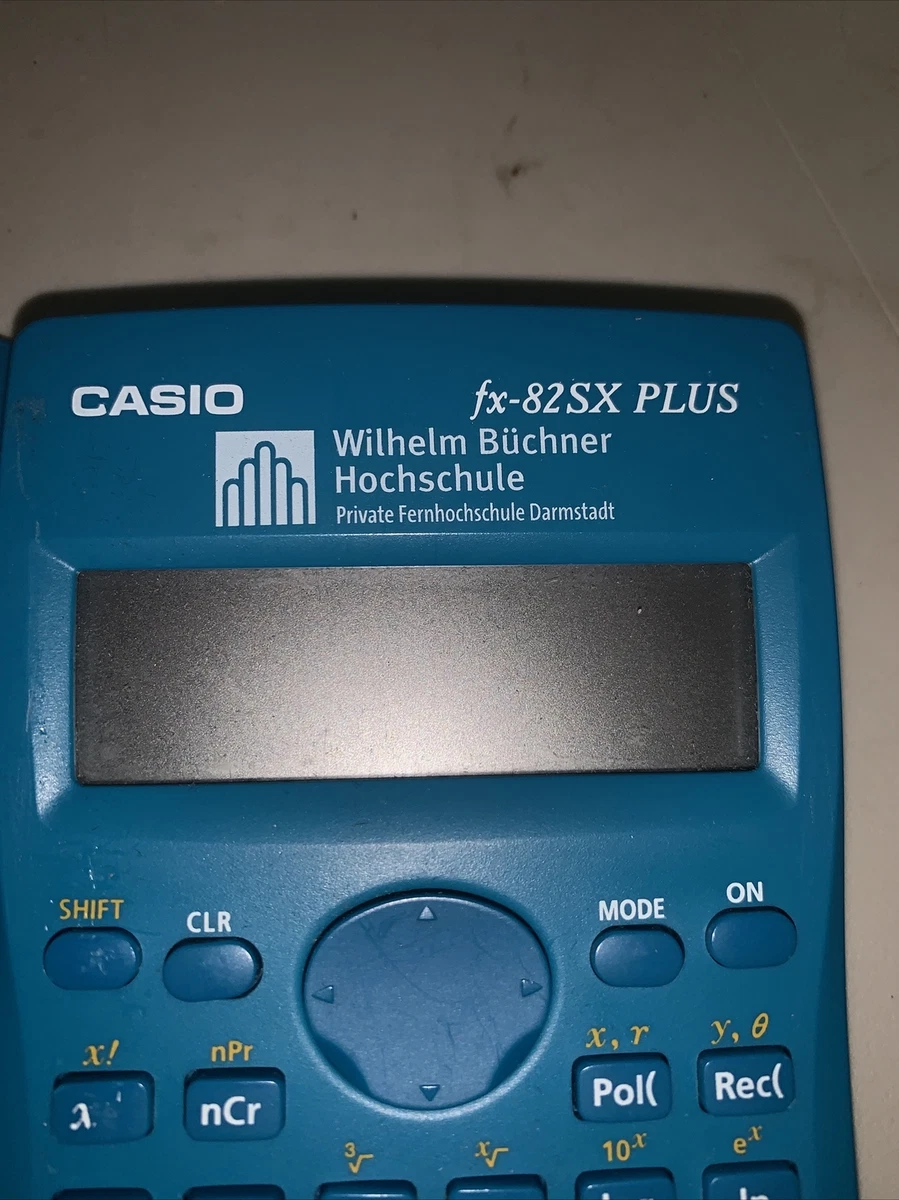 CASIO fx-82SX PLUS
Wilhelm Büchner
Hochschule
Private Fernhochschule Darmstadt
SHIFT CLR MODE ON
x! nPr x, r y, θ
nCr Pol( Rec(
³√ ˣ√ 10ˣ eˣ